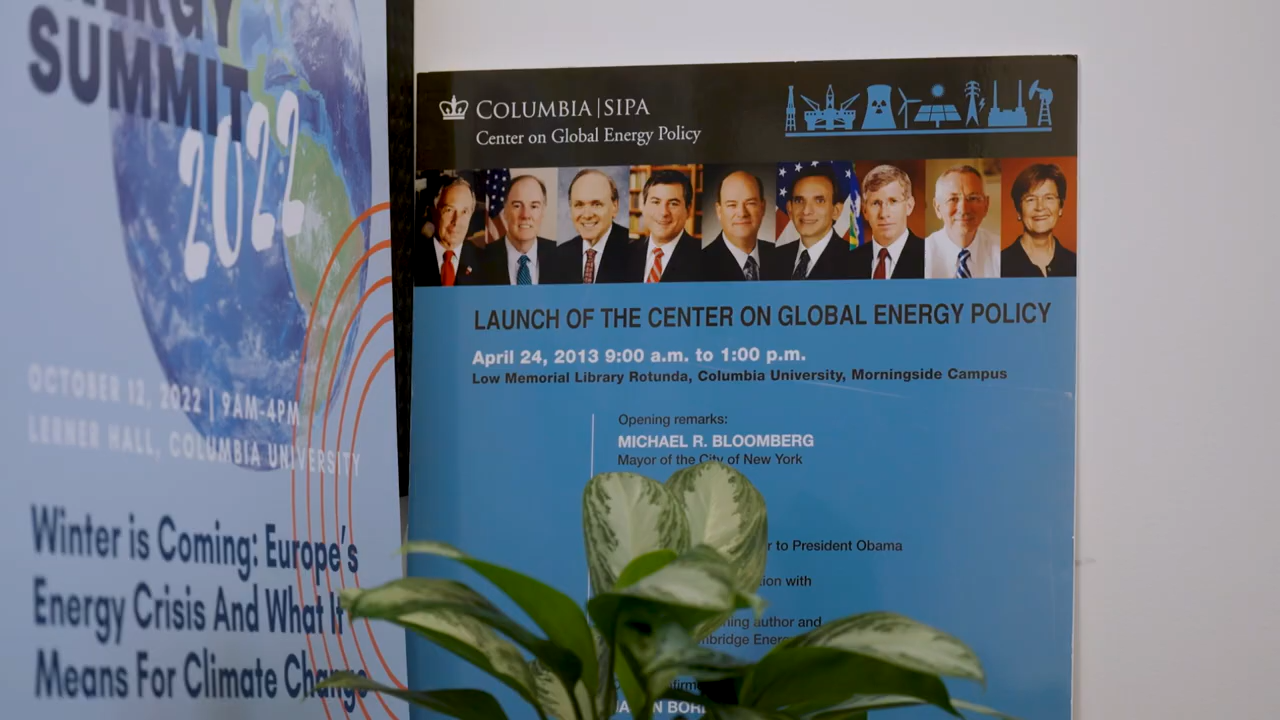 ENERGY
SUMMIT
2022
OCTOBER 12, 2022 | 9AM-4PM
LERNER HALL, COLUMBIA UNIVERSITY
Winter is Coming: Europe's
Energy Crisis And What It
Means For Climate Change
COLUMBIA | SIPA
Center on Global Energy Policy
LAUNCH OF THE CENTER ON GLOBAL ENERGY POLICY
April 24, 2013 9:00 a.m. to 1:00 p.m.
Low Memorial Library Rotunda, Columbia University, Morningside Campus
Opening remarks:
MICHAEL R. BLOOMBERG
Mayor of the City of New York
to President Obama
with
author and